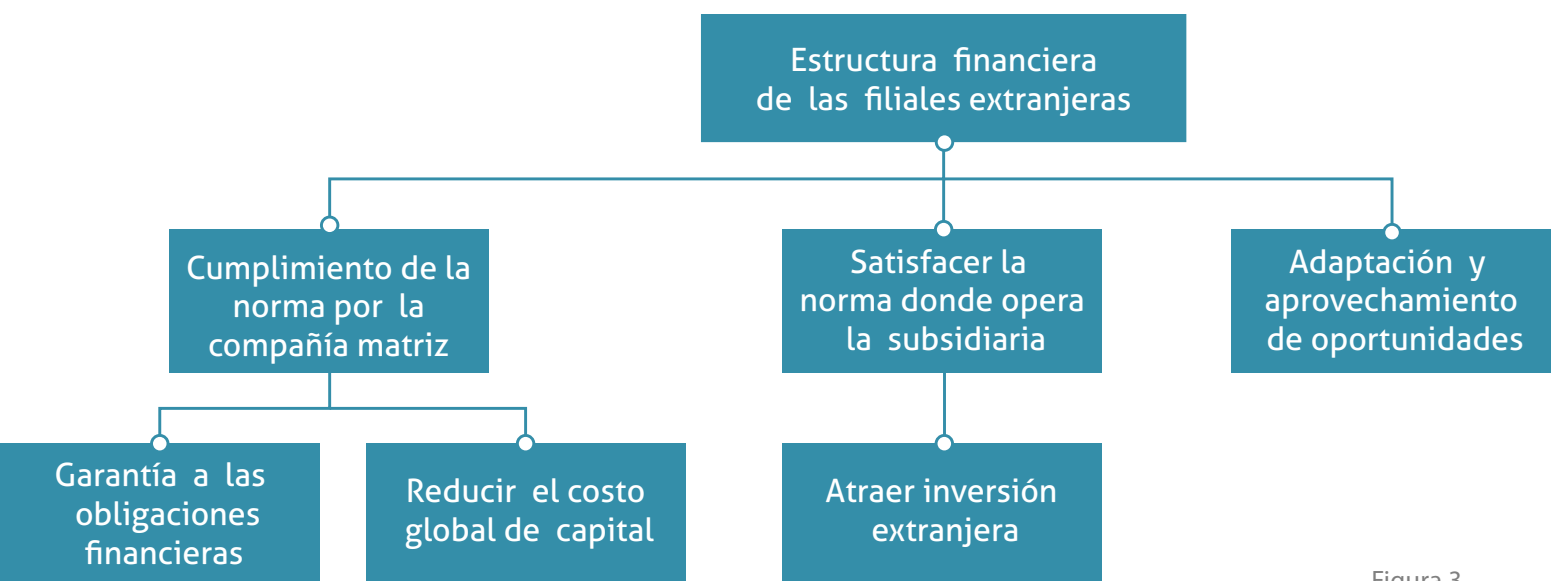 Estructura financiera
de las filiales extranjeras
Cumplimiento de la
norma por la
compañía matriz
Satisfacer la
norma donde opera
la subsidiaria
Adaptación y
aprovechamiento
de oportunidades
Garantía a las
obligaciones
financieras
Reducir el costo
global de capital
Atraer inversión
extranjera
Figura 3